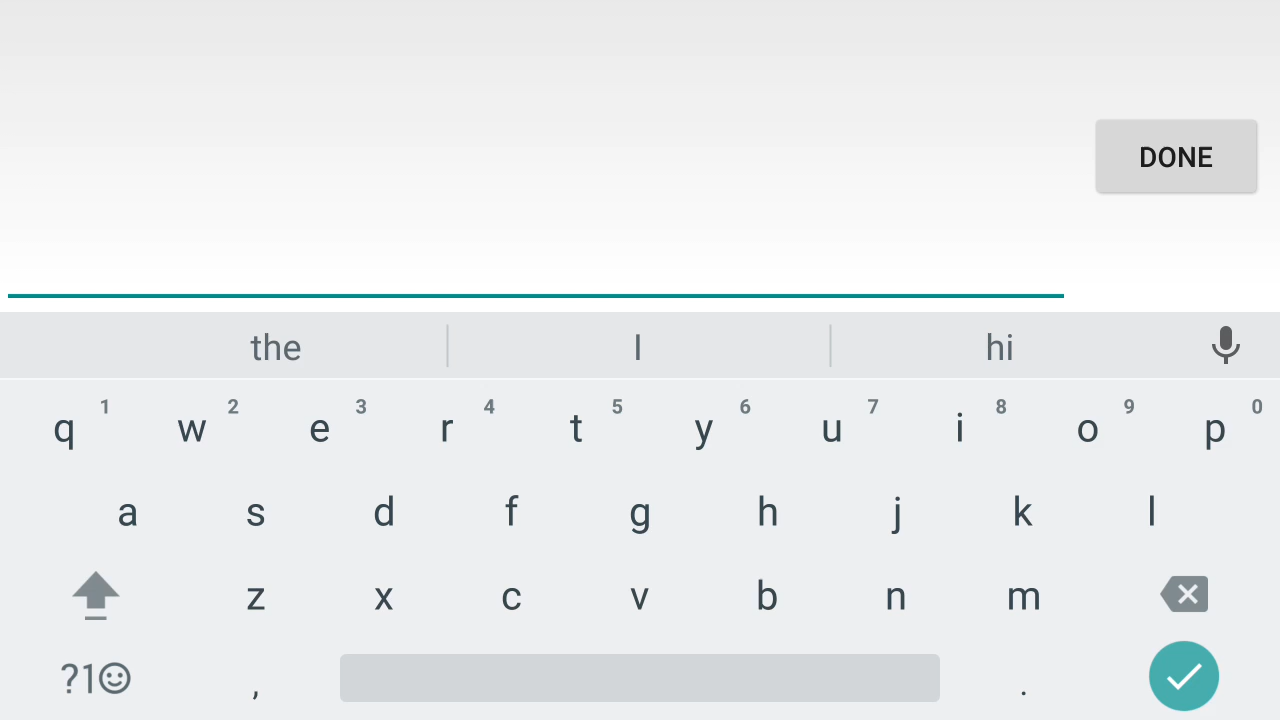 DONE
the I hi
q 1 w 2 e 3 r 4 t 5 y 6 u 7 i 8 o 9 p 0
a s d f g h j k l
z x c v b n m
?1☺ , .